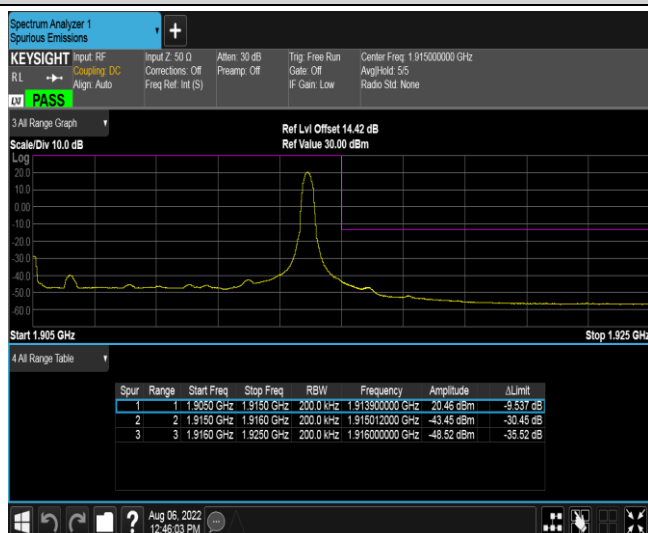 Spectrum Analyzer 1
Spurious Emissions
+
KEYSIGHT Input: RF Input Z: 50 Ω Atten: 30 dB Trig: Free Run Center Freq: 1.915000000 GHz
RL Coupling: DC Corrections: Off Preamp: Off Gate: Off Avg|Hold: 5/5
Align: Auto Freq Ref: Int (S) IF Gain: Low Radio Std: None
LXI PASS
3 All Range Graph
Ref Lvl Offset 14.42 dB
Scale/Div 10.0 dB Ref Value 30.00 dBm
Log
20.0
10.0
0.00
-10.0
-20.0
-30.0
-40.0
-50.0
-60.0
Start 1.905 GHz Stop 1.925 GHz
4 All Range Table
Spur Range Start Freq Stop Freq RBW Frequency Amplitude ΔLimit
1 1 1.9050 GHz 1.9150 GHz 200.0 kHz 1.913900000 GHz 20.46 dBm -9.537 dB
2 2 1.9150 GHz 1.9160 GHz 200.0 kHz 1.915012000 GHz -43.45 dBm -30.45 dB
3 3 1.9160 GHz 1.9250 GHz 200.0 kHz 1.916000000 GHz -48.52 dBm -35.52 dB
? Aug 06, 2022
12:46:03 PM